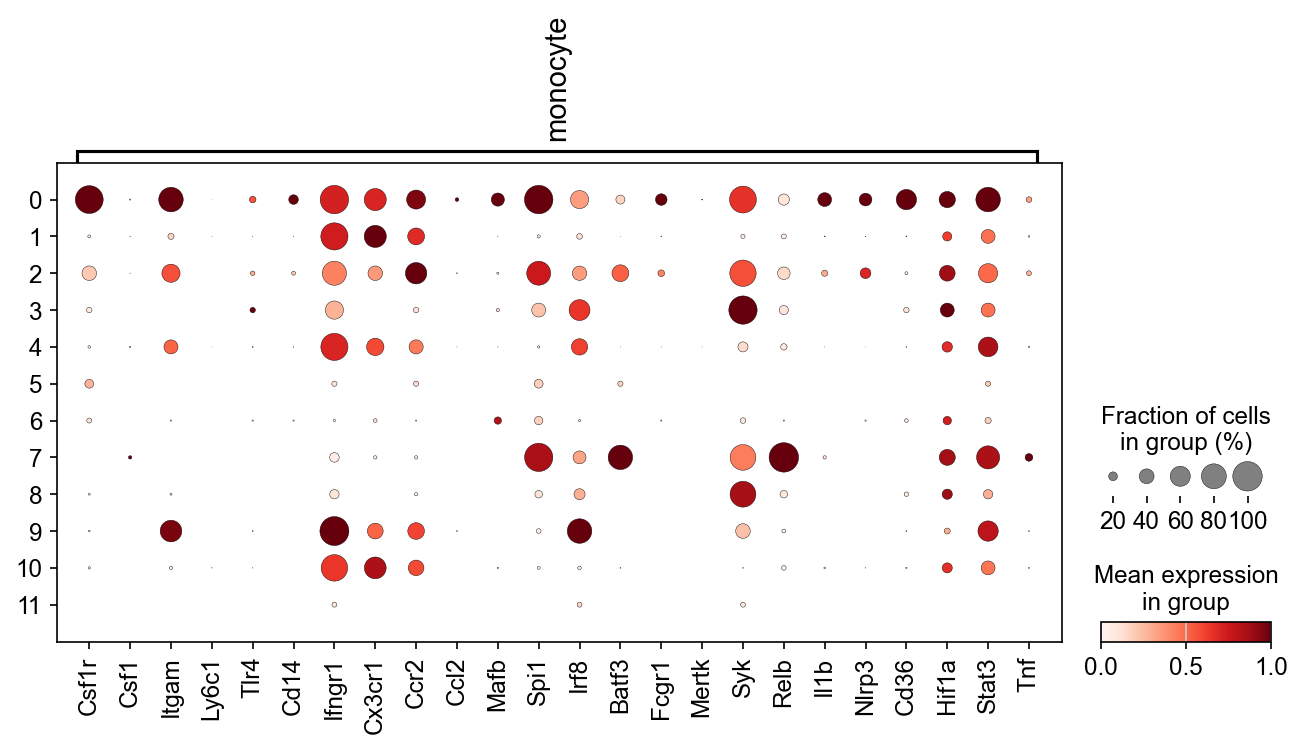 monocyte
0
1
2
3
4
5
6
7
8
9
10
11
Csf1r
Csf1
Itgam
Ly6c1
Tlr4
Cd14
Ifngr1
Cx3cr1
Ccr2
Ccl2
Mafb
Spi1
Irf8
Batf3
Fcgr1
Mertk
Syk
Relb
Il1b
Nlrp3
Cd36
Hif1a
Stat3
Tnf
Fraction of cells
in group (%)
20 40 60 80 100
Mean expression
in group
0.0 0.5 1.0